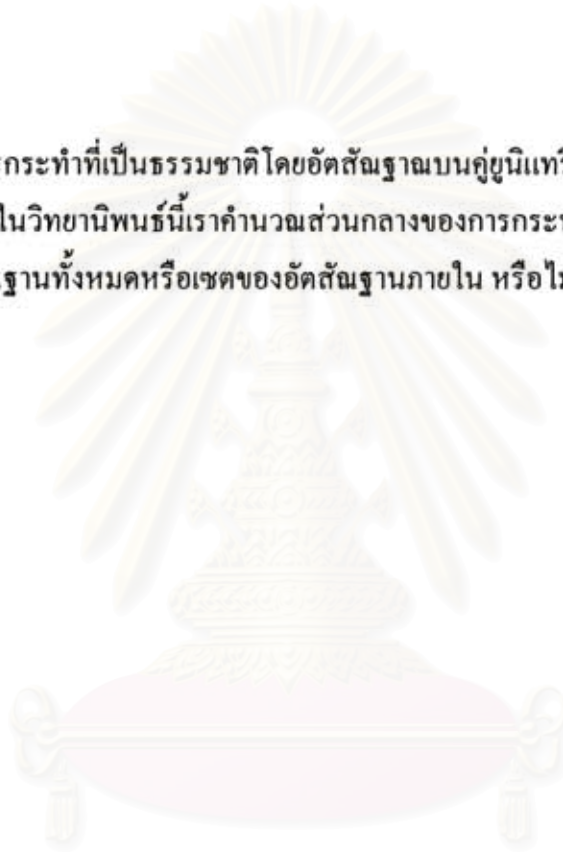 กระทำที่เป็นธรรมชาติโดยอัตสัณฐาณบนคู่ยูนิแทรี
ในวิทยานิพนธ์นี้เราคำนวณส่วนกลางของการกระ
ฐานทั้งหมดหรือเซตของอัตสัณฐานภายใน หรือ